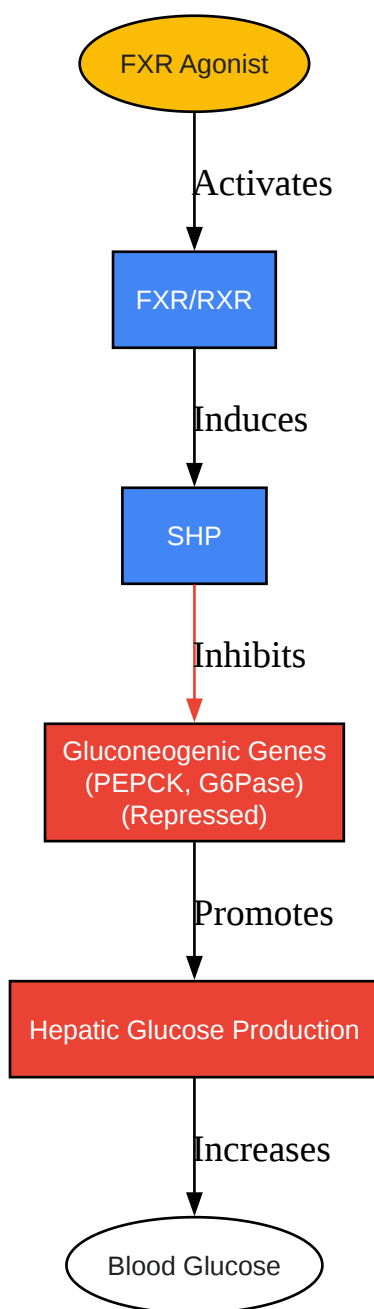 FXR Agonist
Activates
FXR/RXR
Induces
SHP
Inhibits
Gluconeogenic Genes
(PEPCK, G6Pase)
(Repressed)
Promotes
Hepatic Glucose Production
Increases
Blood Glucose